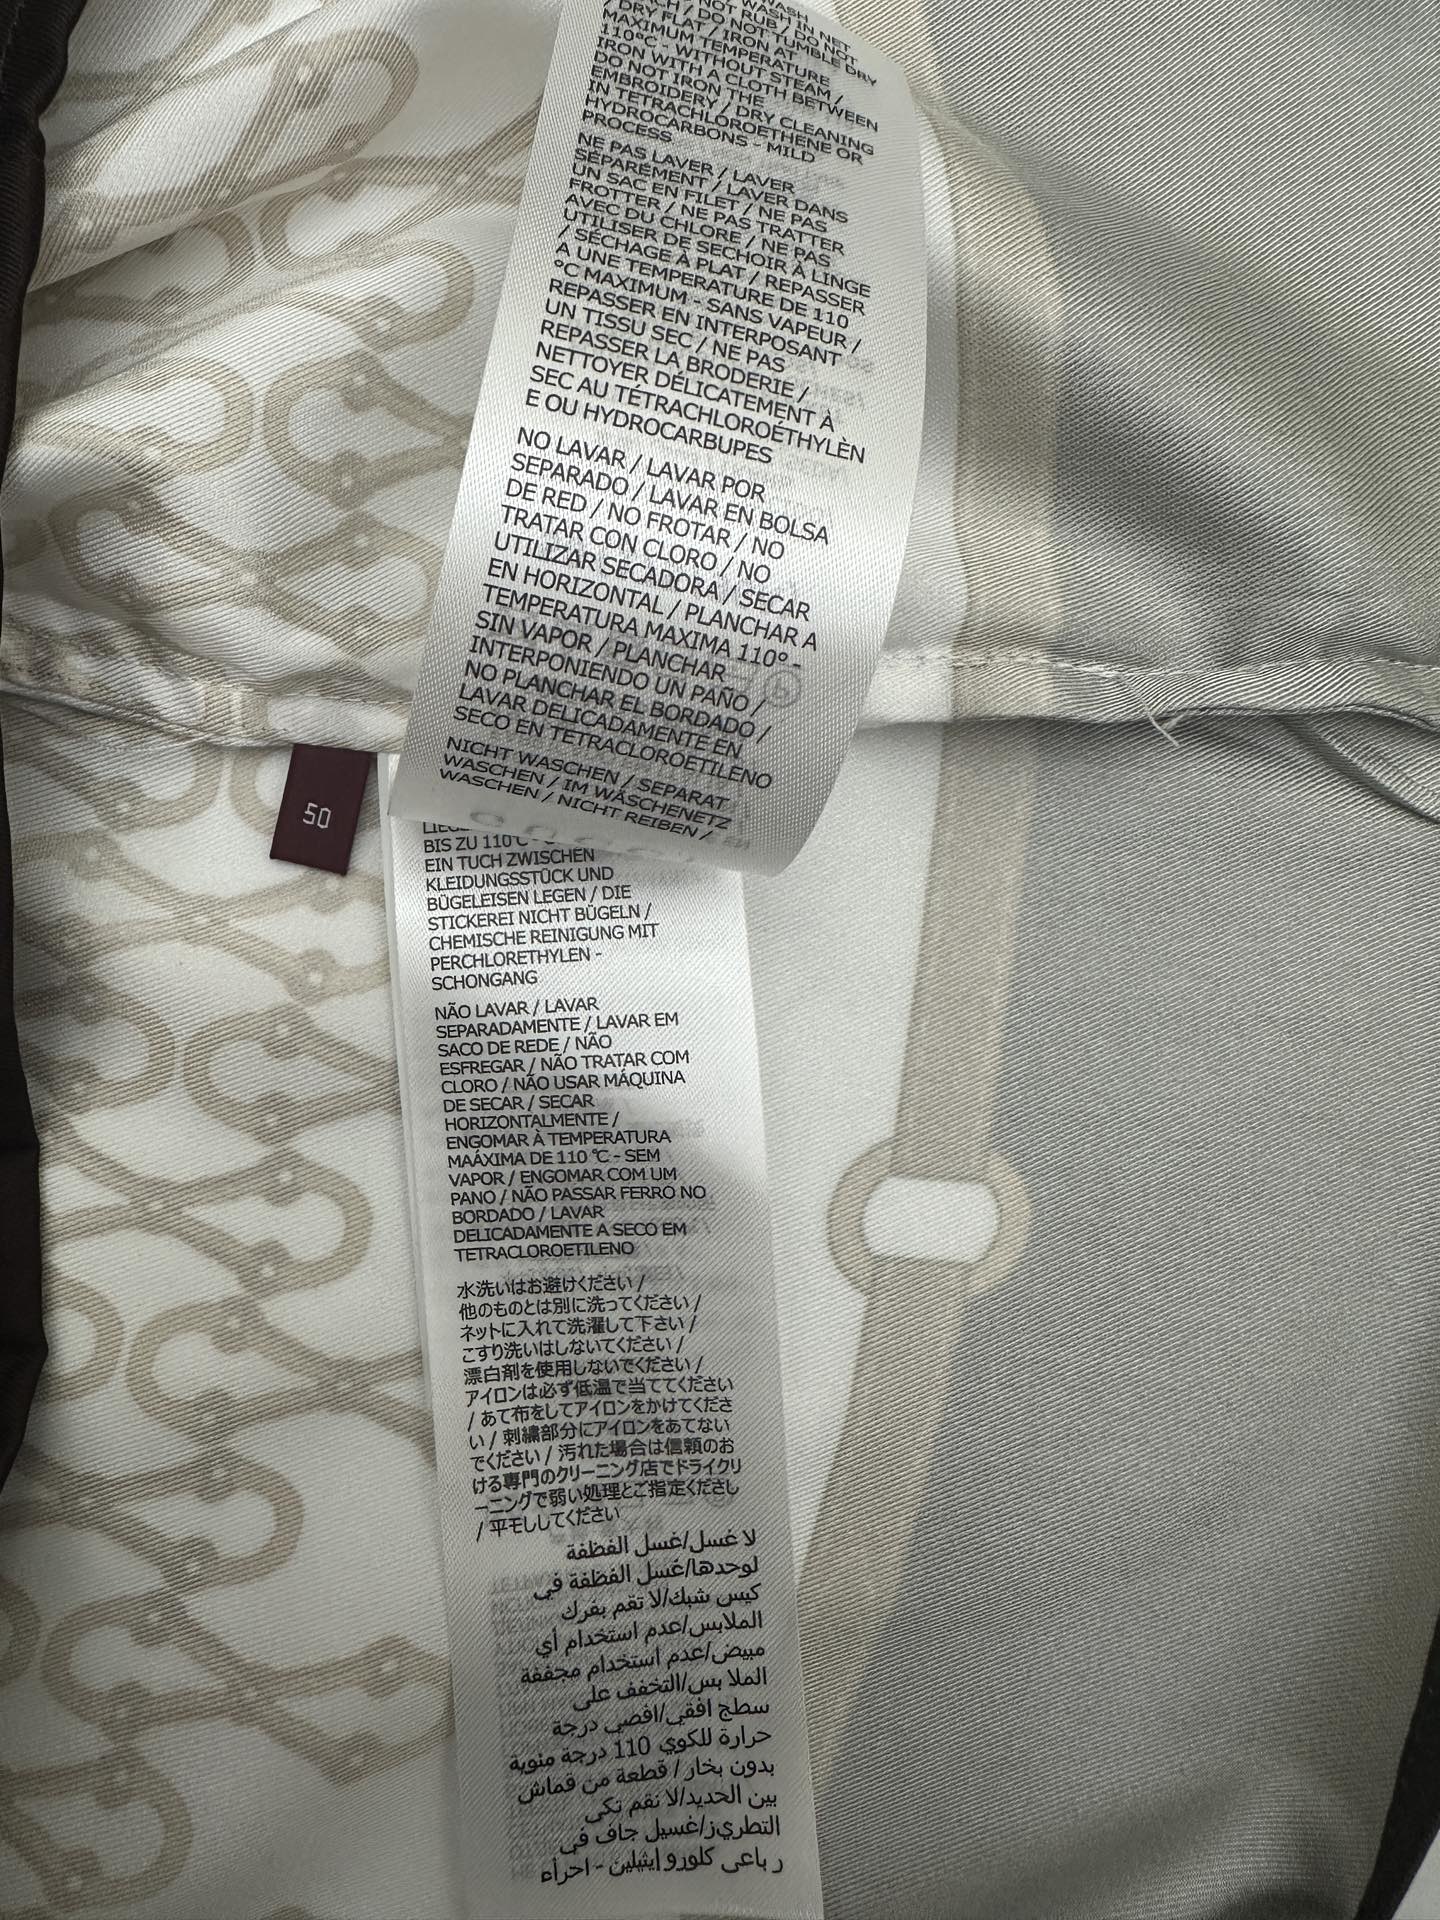 WASH
WASH IN NET
NOT RUB / DO NOT
/ DO NOT TUMBLE DRY
/ DRY FLAT / IRON AT
MAXIMUM TEMPERATURE
110°C - WITHOUT STEAM /
IRON WITH A CLOTH BETWEEN
DO NOT IRON THE
EMBROIDERY / DRY CLEANING
IN TETRACHLOROETHENE OR
HYDROCARBONS - MILD
PROCESS
NE PAS LAVER / LAVER
SÉPARÉMENT / LAVER DANS
UN SAC EN FILET / NE PAS
FROTTER / NE PAS TRATTER
AVEC DU CHLORE / NE PAS
UTILISER DE SECHOIR À LINGE
/ SÉCHAGE À PLAT / REPASSER
A UNE TEMPERATURE DE 110
°C MAXIMUM - SANS VAPEUR /
REPASSER EN INTERPOSANT
UN TISSU SEC / NE PAS
REPASSER LA BRODERIE /
NETTOYER DÉLICATEMENT À
SEC AU TÉTRACHLOROÉTHYLÈN
E OU HYDROCARBUPES
NO LAVAR / LAVAR POR
SEPARADO / LAVAR EN BOLSA
DE RED / NO FROTAR / NO
TRATAR CON CLORO / NO
UTILIZAR SECADORA / SECAR
EN HORIZONTAL / PLANCHAR A
TEMPERATURA MAXIMA 110º -
SIN VAPOR / PLANCHAR
INTERPONIENDO UN PAÑO /
NO PLANCHAR EL BORDADO /
LAVAR DELICADAMENTE EN
SECO EN TETRACLOROETILENO
NICHT WASCHEN / SEPARAT
WASCHEN / IM WÄSCHENETZ
WASCHEN / NICHT REIBEN /
50
BIS ZU 110°C -
EIN TUCH ZWISCHEN
KLEIDUNGSSTÜCK UND
BÜGELEISEN LEGEN / DIE
STICKEREI NICHT BÜGELN /
CHEMISCHE REINIGUNG MIT
PERCHLORETHYLEN -
SCHONGANG
NÃO LAVAR / LAVAR
SEPARADAMENTE / LAVAR EM
SACO DE REDE / NÃO
ESFREGAR / NÃO TRATAR COM
CLORO / NÃO USAR MÁQUINA
DE SECAR / SECAR
HORIZONTALMENTE /
ENGOMAR À TEMPERATURA
MAÁXIMA DE 110 °C - SEM
VAPOR / ENGOMAR COM UM
PANO / NÃO PASSAR FERRO NO
BORDADO / LAVAR
DELICADAMENTE A SECO EM
TETRACLOROETILENO
水洗いはお避けください /
他のものとは別に洗ってください /
ネットに入れて洗濯して下さい /
こすり洗いはしないてください /
漂白剤を使用しないでください /
アイロンは必ず低温で当ててください
/ あて布をしてアイロンをかけてくださ
い / 刺繍部分にアイロンをあてない
でください / 汚れた場合は信頼のお
ける専門のクリーニング店でドライクリ
ーニングで弱い処理とご指定くださし
/ 平モししてください
لا غسل/غسل الفظفة
لوحدها/غسل الفظفة في
كيس شبك/لا تقم بفرك
الملابس/عدم استخدام أي
مبيض/عدم استخدام مجففة
الملا بس/التخفف على
سطح افقي/افصي درجة
حرارة للكوي 110 درجة منوية
بدون بخار / قطعة من قماش
بين الحديد/لا نقم تكى
التطريز/غسيل جاف في
ر باعى كلورو إيثيلين - احراء